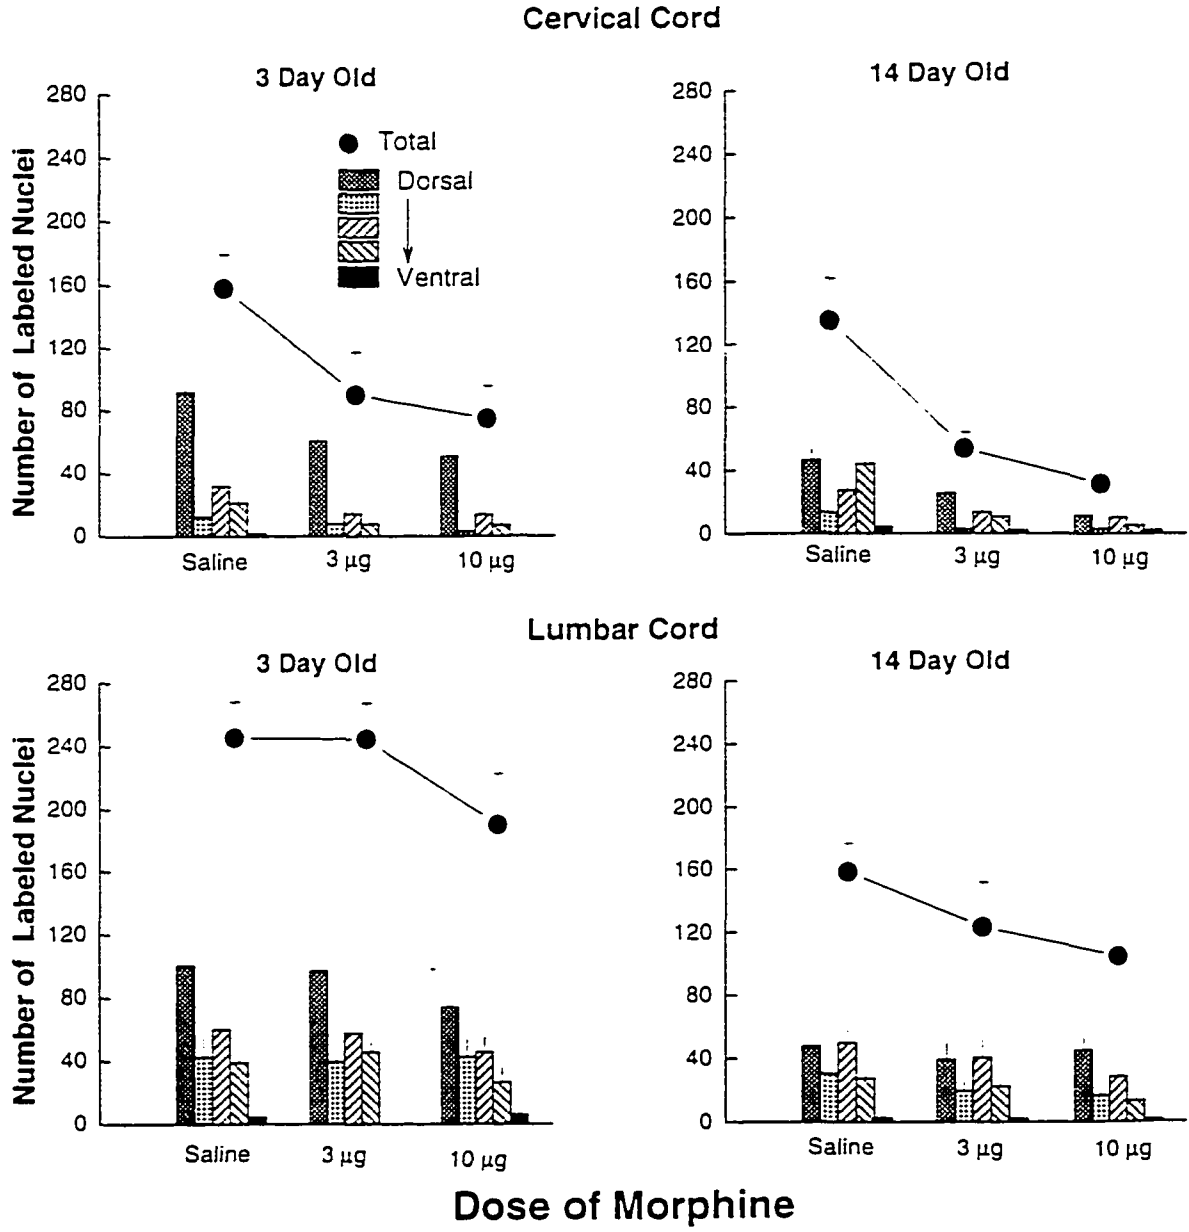 Cervical Cord
3 Day Old
14 Day Old
Number of Labeled Nuclei
280
240
200
160
120
80
40
0
Total
Dorsal
Ventral
Saline
3 µg
10 µg
280
240
200
160
120
80
40
0
Saline
3 µg
10 µg
Lumbar Cord
3 Day Old
14 Day Old
Number of Labeled Nuclei
280
240
200
160
120
80
40
0
Saline
3 µg
10 µg
280
240
200
160
120
80
40
0
Saline
3 µg
10 µg
Dose of Morphine